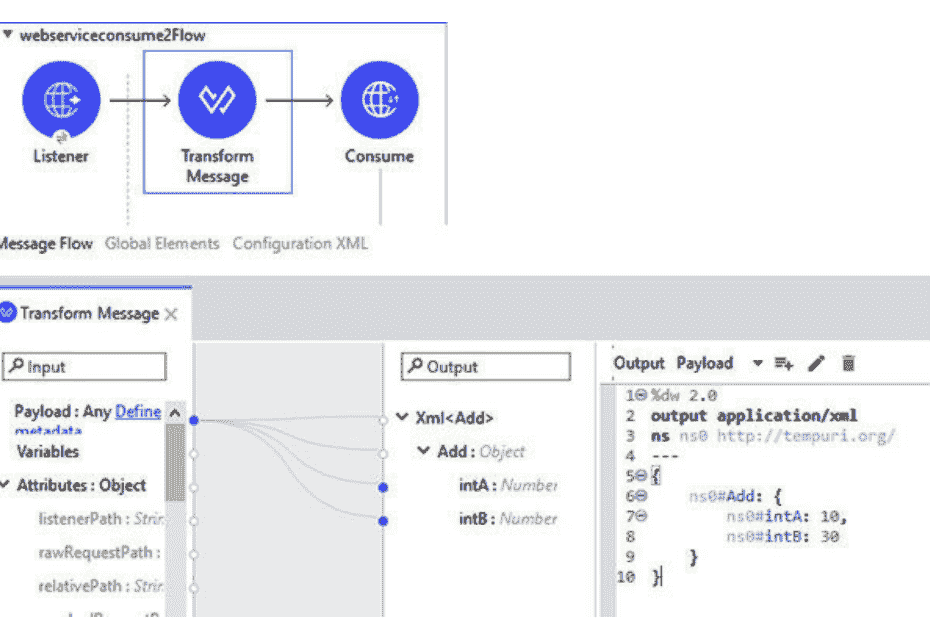 webserviceconsume2Flow
Listener
Transform
Message
Consume
Message Flow Global Elements Configuration XML
Transform Message
Input
Output
Output Payload
Payload : Any Define
metadata
Variables
Attributes : Object
listenerPath : Strin
rawRequestPath :
relativePath : Strin
Xml<Add>
Add : Object
intA : Number
intB : Number
1 %dw 2.0
2 output application/xml
3 ns ns0 http://tempuri.org/
4 ---
5 {
6 ns0#Add: {
7 ns0#intA: 10,
8 ns0#intB: 30
9 }
10 }